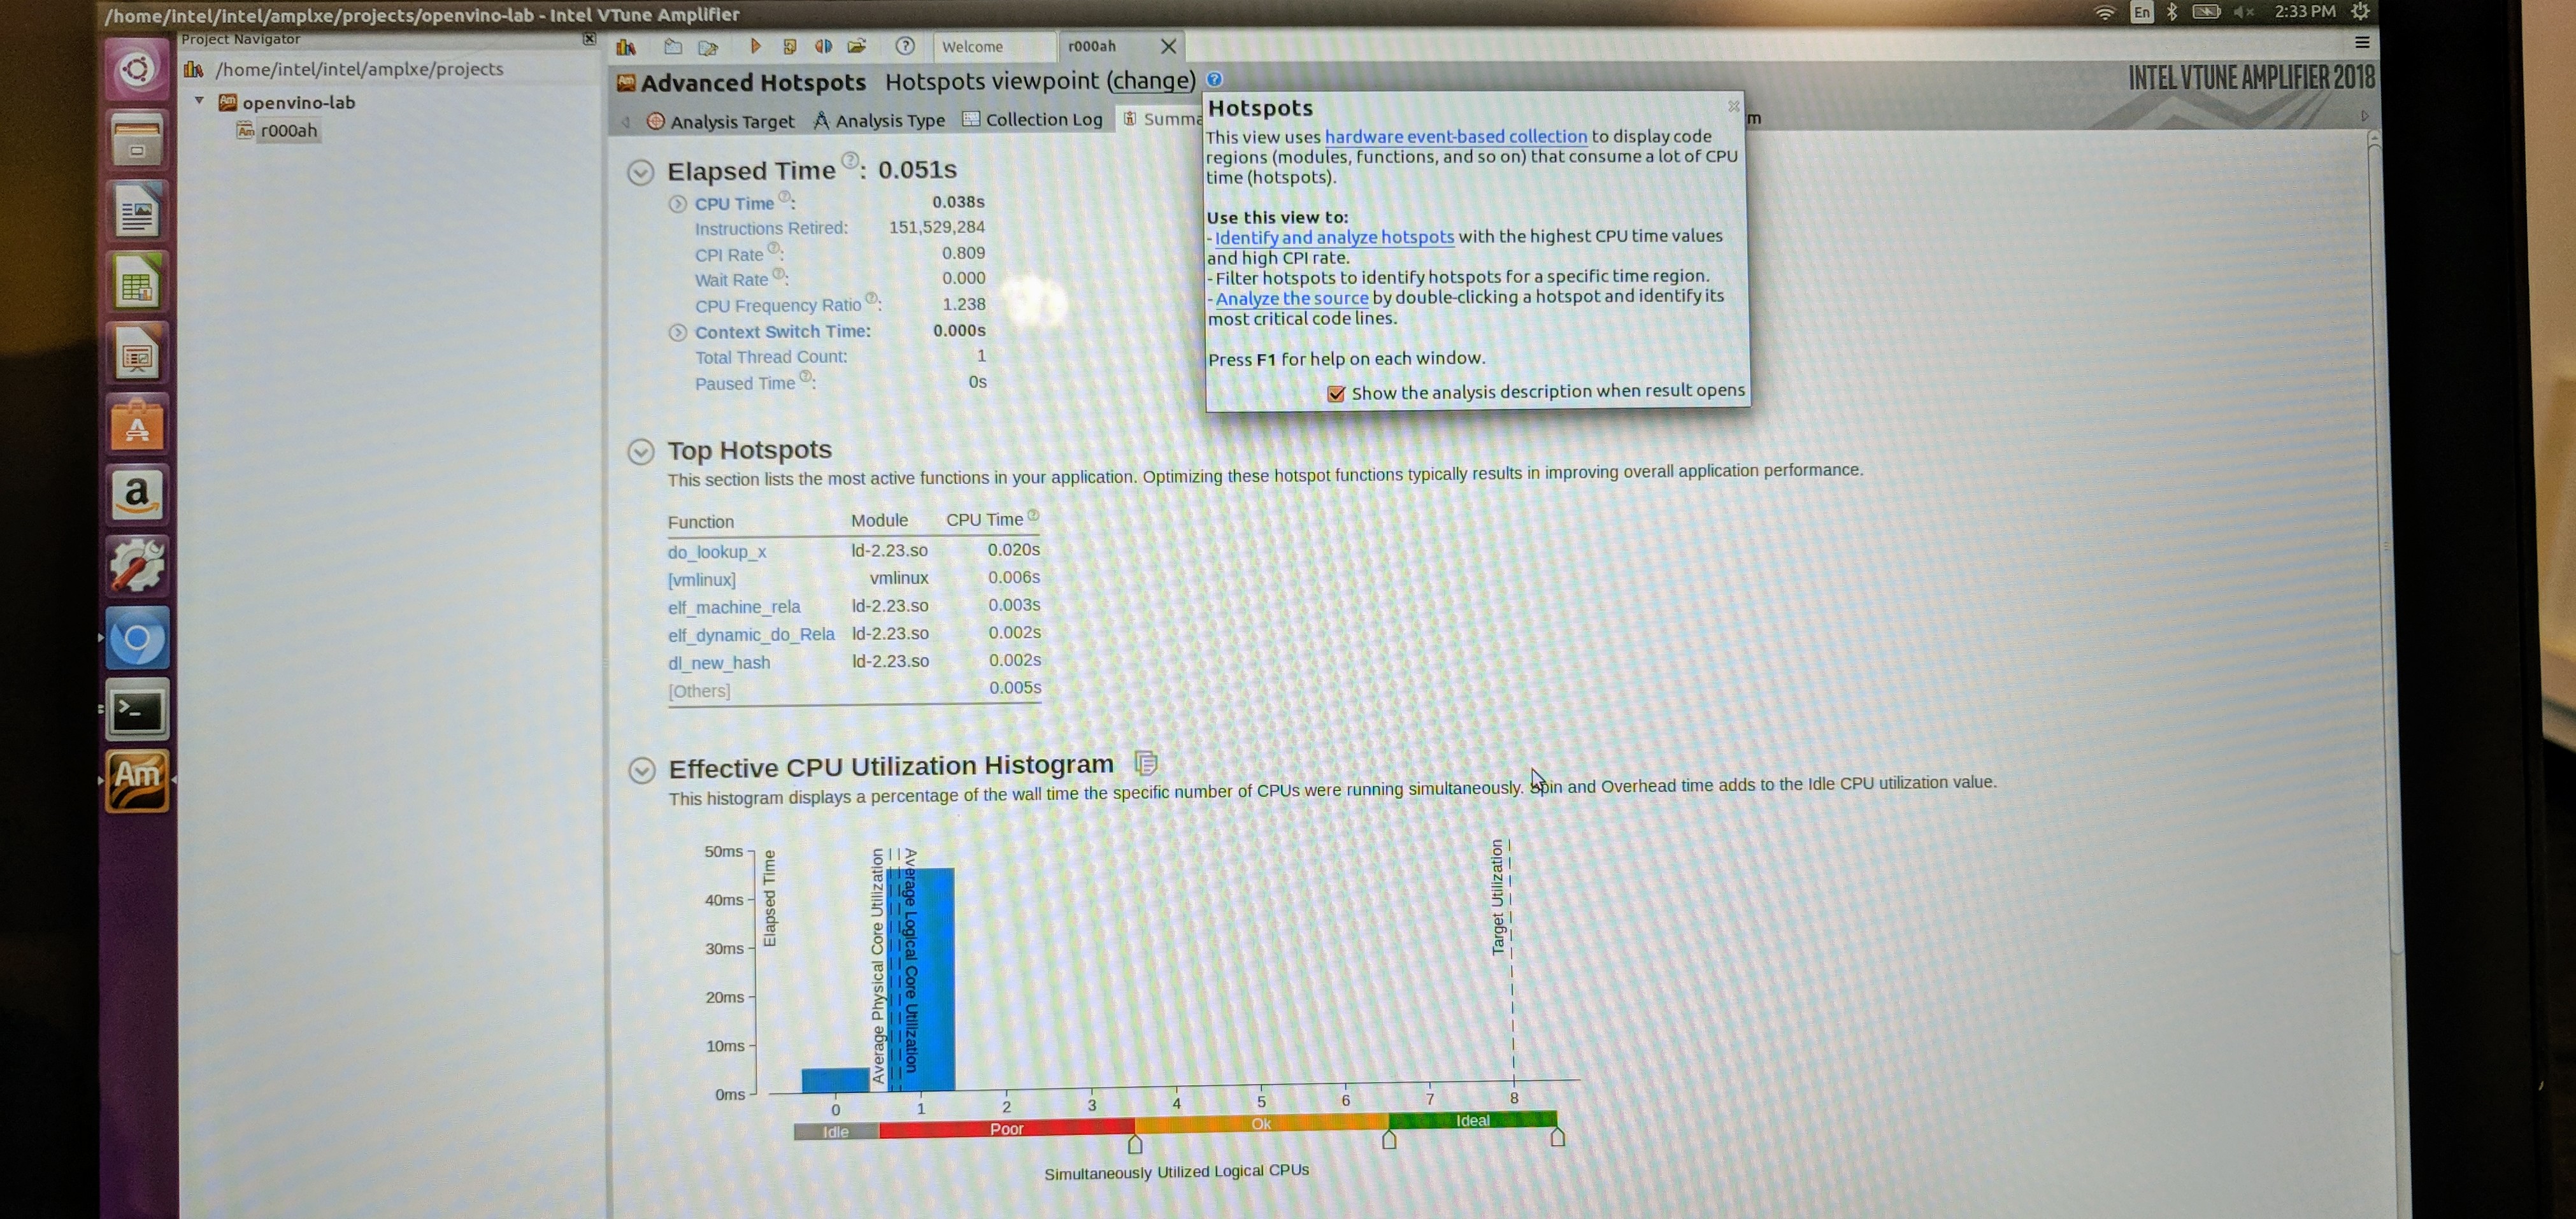 /home/intel/intel/amplxe/projects/openvino-lab - Intel VTune Amplifier
En
2:33 PM
Project Navigator
/home/intel/intel/amplxe/projects
openvino-lab
r000ah
Welcome
r000ah
Advanced Hotspots Hotspots viewpoint (change)
INTEL VTUNE AMPLIFIER 2018
Analysis Target
Analysis Type
Collection Log
Summa
m
Hotspots
This view uses hardware event-based collection to display code
regions (modules, functions, and so on) that consume a lot of CPU
time (hotspots).
Use this view to:
- Identify and analyze hotspots with the highest CPU time values
and high CPI rate.
- Filter hotspots to identify hotspots for a specific time region.
- Analyze the source by double-clicking a hotspot and identify its
most critical code lines.
Press F1 for help on each window.
Show the analysis description when result opens
Elapsed Time ?: 0.051s
CPU Time ?: 0.038s
Instructions Retired: 151,529,284
CPI Rate ?: 0.809
Wait Rate ?: 0.000
CPU Frequency Ratio ?: 1.238
Context Switch Time: 0.000s
Total Thread Count: 1
Paused Time ?: 0s
Top Hotspots
This section lists the most active functions in your application. Optimizing these hotspot functions typically results in improving overall application performance.
Function Module CPU Time ?
do_lookup_x ld-2.23.so 0.020s
[vmlinux] vmlinux 0.006s
elf_machine_rela ld-2.23.so 0.003s
elf_dynamic_do_Rela ld-2.23.so 0.002s
dl_new_hash ld-2.23.so 0.002s
[Others] 0.005s
Effective CPU Utilization Histogram
This histogram displays a percentage of the wall time the specific number of CPUs were running simultaneously. Spin and Overhead time adds to the Idle CPU utilization value.
50ms
40ms
30ms
20ms
10ms
0ms
Elapsed Time
Average Physical Core Utilization
Average Logical Core Utilization
Target Utilization
0 1 2 3 4 5 6 7 8
Idle Poor Ok Ideal
Simultaneously Utilized Logical CPUs
Am